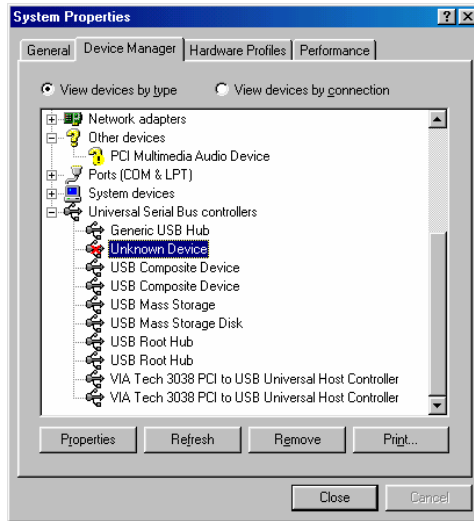 System Properties
General Device Manager Hardware Profiles Performance
View devices by type View devices by connection
Network adapters
Other devices
PCI Multimedia Audio Device
Ports (COM & LPT)
System devices
Universal Serial Bus controllers
Generic USB Hub
Unknown Device
USB Composite Device
USB Composite Device
USB Mass Storage
USB Mass Storage Disk
USB Root Hub
USB Root Hub
VIA Tech 3038 PCI to USB Universal Host Controller
VIA Tech 3038 PCI to USB Universal Host Controller
Properties Refresh Remove Print...
Close Cancel